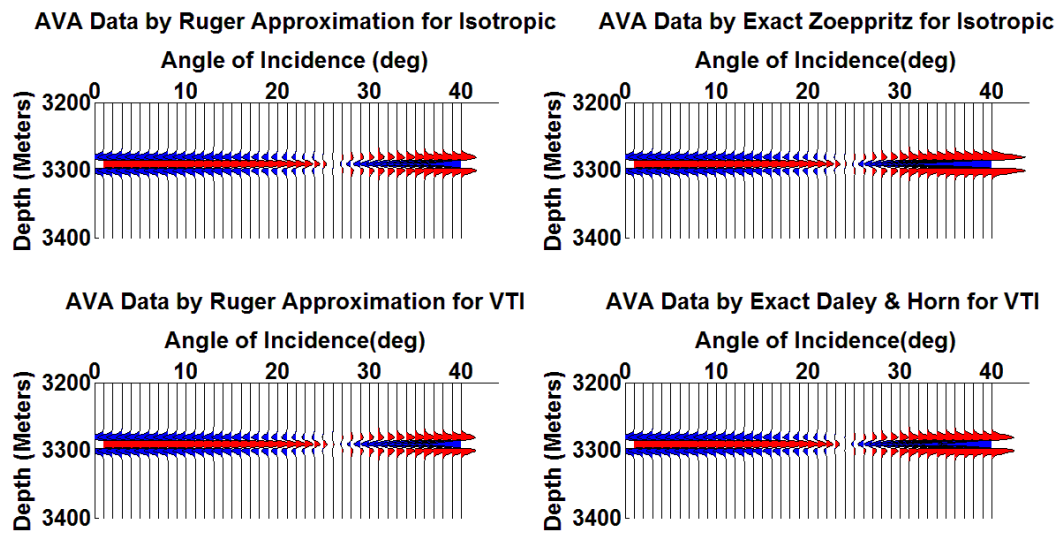 AVA Data by Ruger Approximation for Isotropic
Angle of Incidence (deg)
0 10 20 30 40
Depth (Meters)
3200
3300
3400
AVA Data by Exact Zoeppritz for Isotropic
Angle of Incidence(deg)
0 10 20 30 40
Depth (Meters)
3200
3300
3400
AVA Data by Ruger Approximation for VTI
Angle of Incidence(deg)
0 10 20 30 40
Depth (Meters)
3200
3300
3400
AVA Data by Exact Daley & Horn for VTI
Angle of Incidence(deg)
0 10 20 30 40
Depth (Meters)
3200
3300
3400